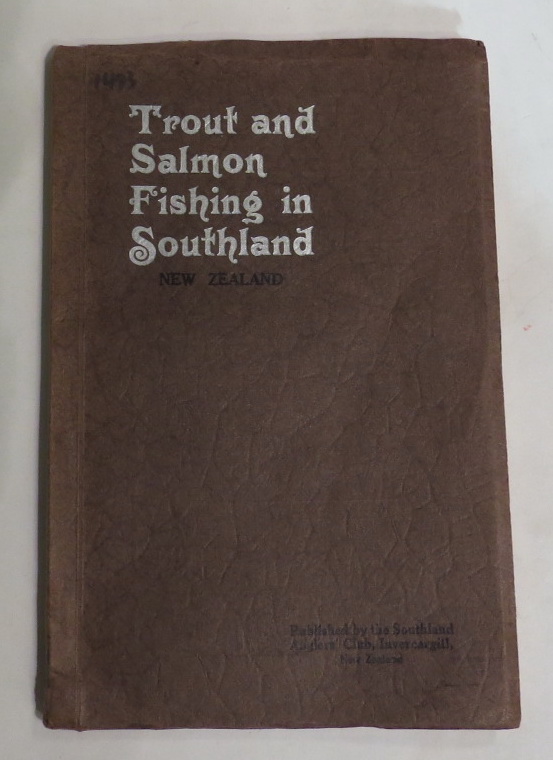 Trout and
Salmon
Fishing in
Southland
NEW ZEALAND
Published by the Southland
Anglers' Club, Invercargill,
New Zealand